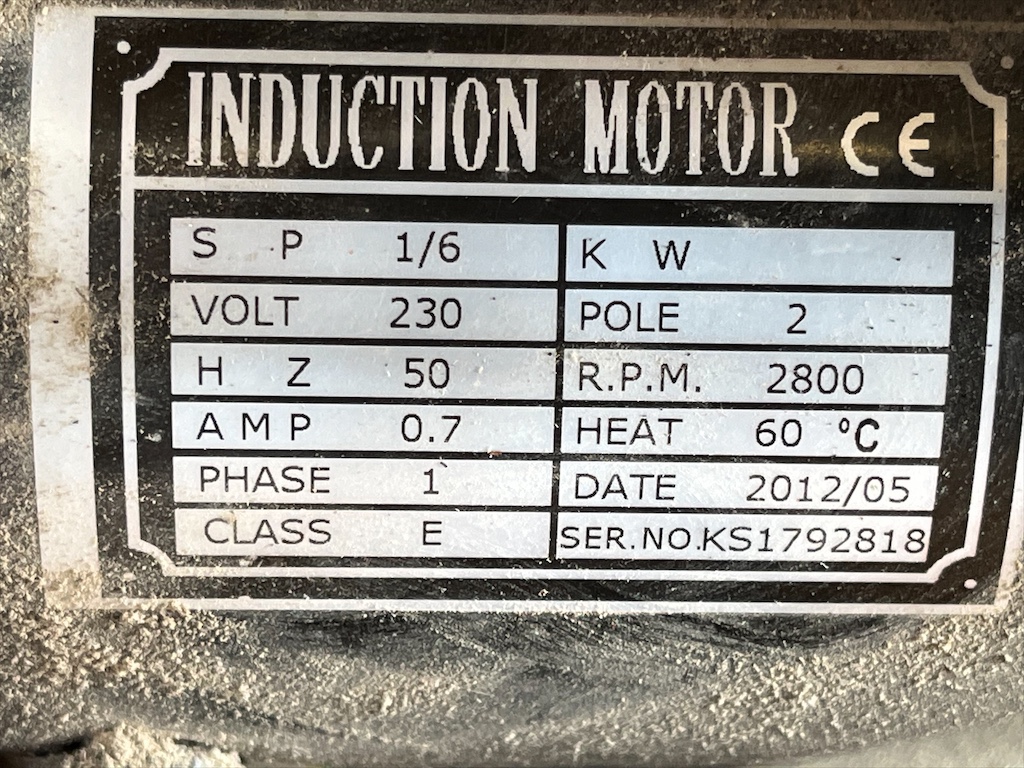 INDUCTION MOTOR CE
S P 1/6 K W
VOLT 230 POLE 2
H Z 50 R.P.M. 2800
A M P 0.7 HEAT 60 °C
PHASE 1 DATE 2012/05
CLASS E SER.NO.KS1792818